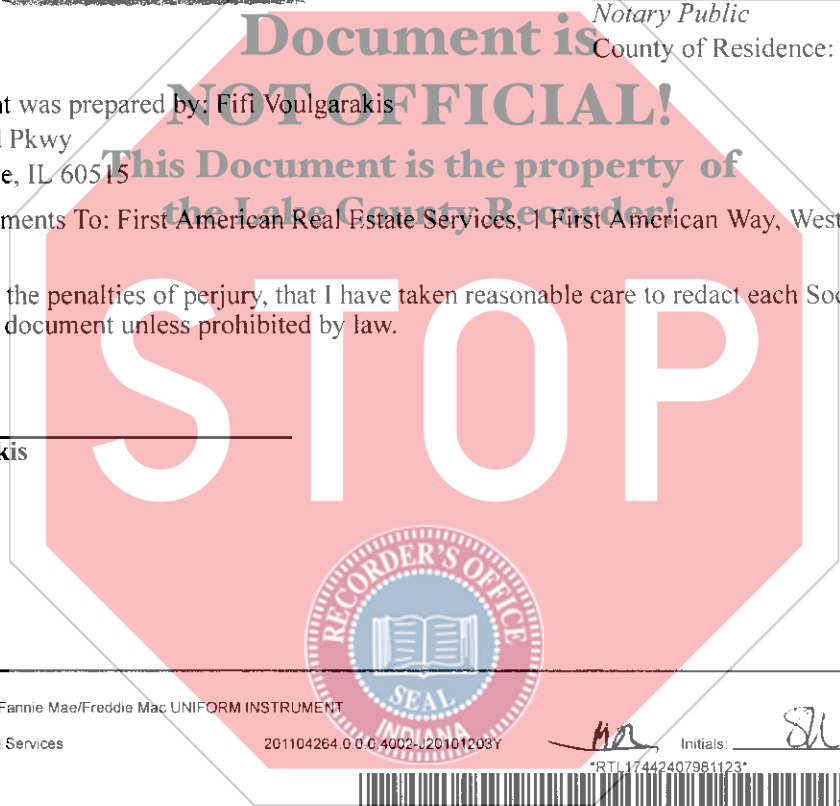 Notary Public
Document is
County of Residence:
NOT OFFICIAL!
nt was prepared by: Fifi Voulgarakis
Pkwy
This Document is the property of
e, IL 60515
the Lake County Recorder!
ments To: First American Real Estate Services, 1 First American Way, West
the penalties of perjury, that I have taken reasonable care to redact each Soc
document unless prohibited by law.
STOP
kis
RECORDER'S OFFICE
SEAL
INDIANA
Fannie Mae/Freddie Mac UNIFORM INSTRUMENT
Services
201104264.0.0.0.4002-J20101203Y
Initials:
*RTL17442407981123*